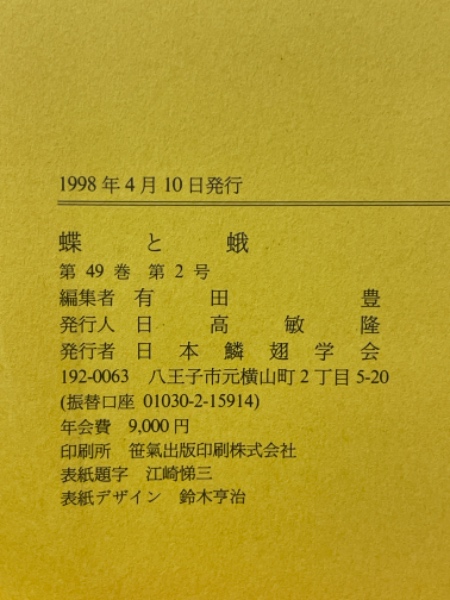 1998 年 4 月 10 日発行
蝶と蛾
第 49 巻 第 2 号
編集者 有田豊
発行人 日高敏隆
発行者 日本鱗翅学会
192-0063 八王子市元横山町 2 丁目 5-20
(振替口座 01030-2-15914)
年会費 9,000 円
印刷所 笹氣出版印刷株式会社
表紙題字 江崎悌三
表紙デザイン 鈴木亨治